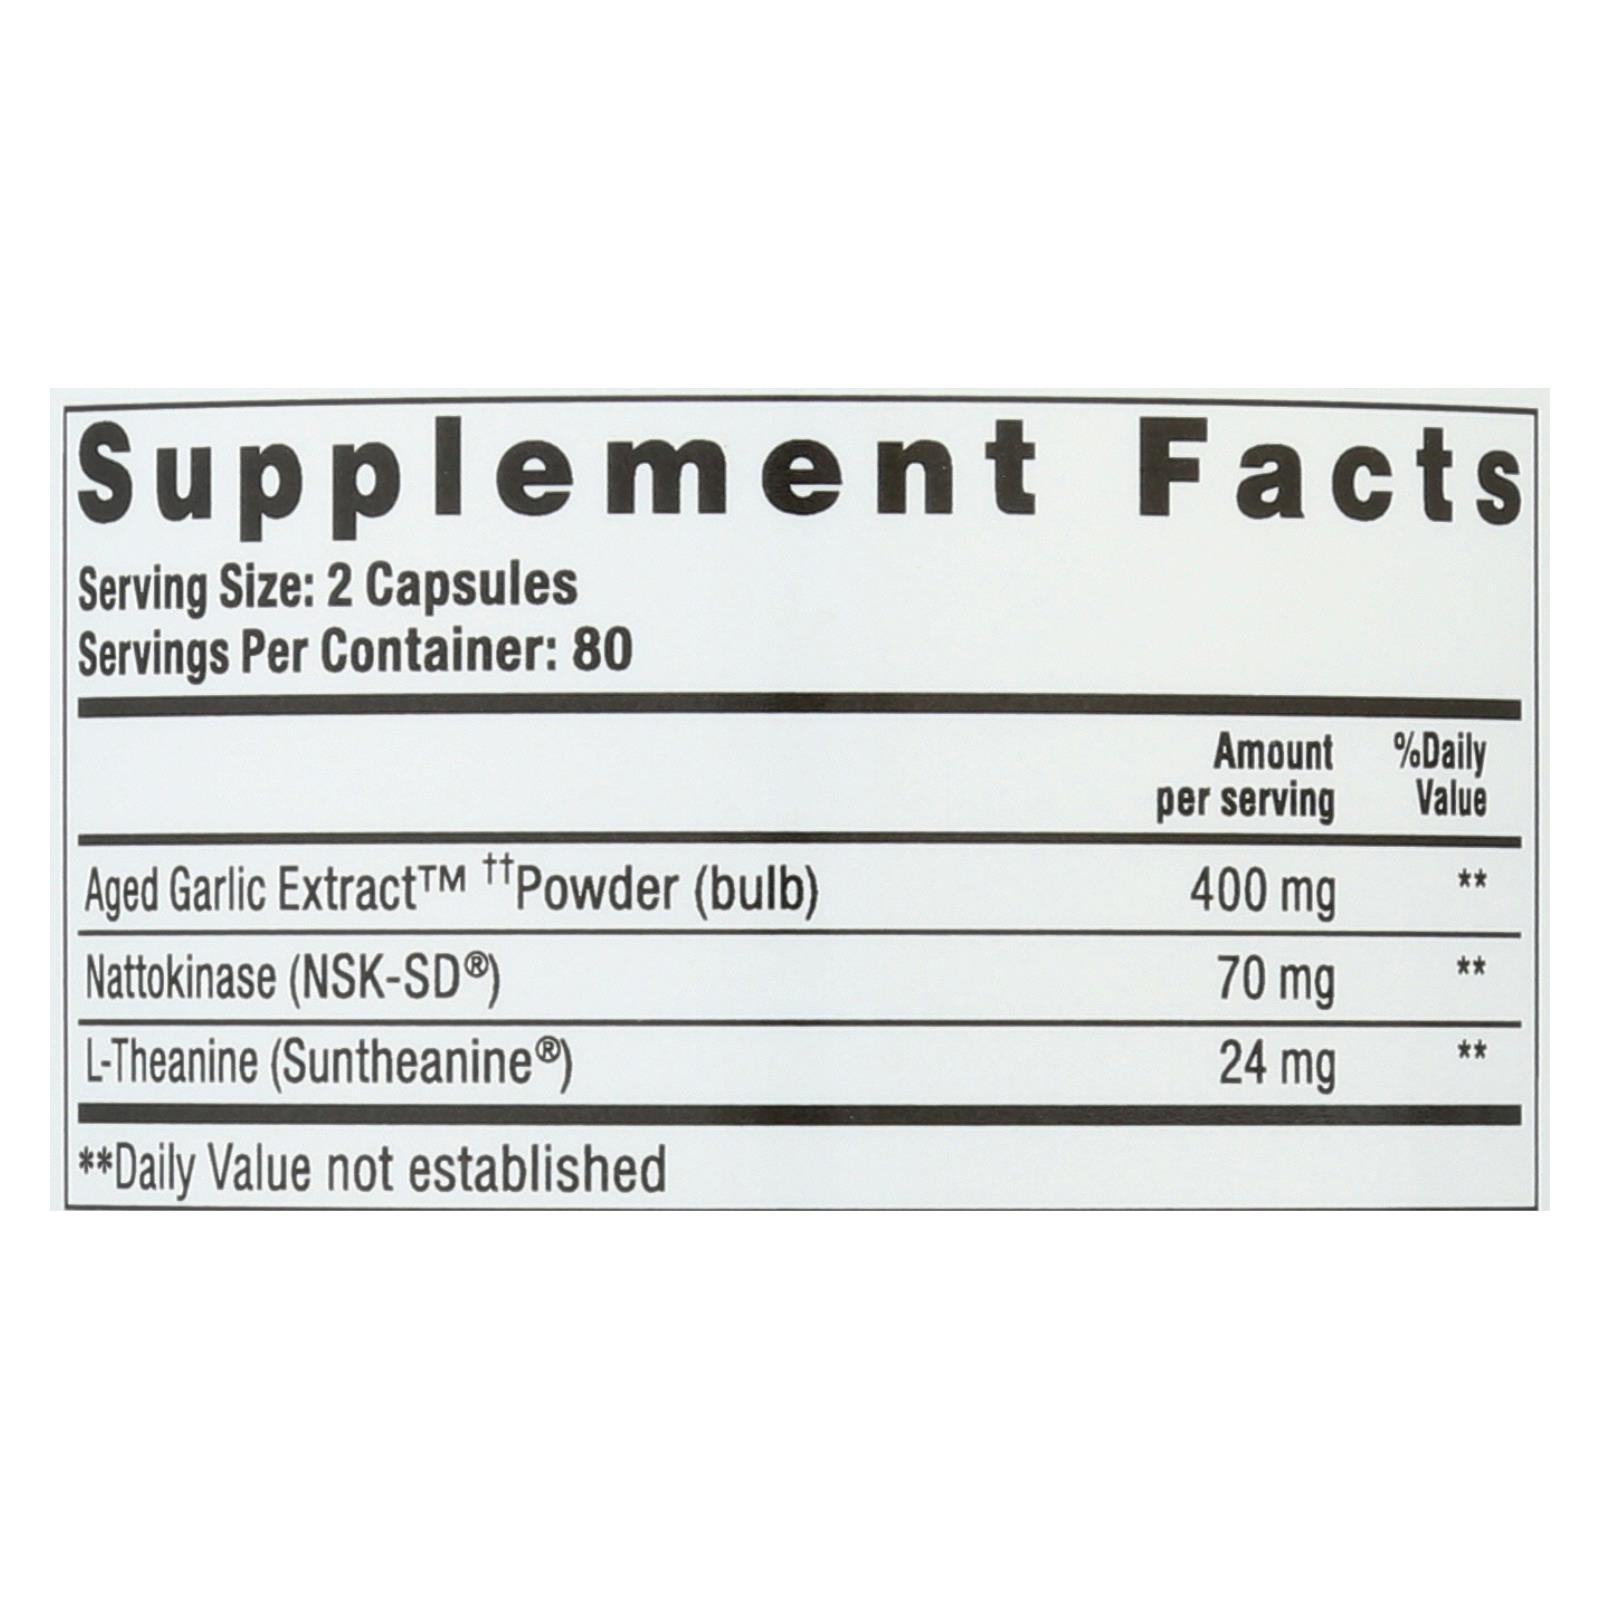 Supplement Facts
Serving Size: 2 Capsules
Servings Per Container: 80
Amount per serving %Daily Value
Aged Garlic Extract™ ††Powder (bulb) 400 mg **
Nattokinase (NSK-SD®) 70 mg **
L-Theanine (Suntheanine®) 24 mg **
**Daily Value not established